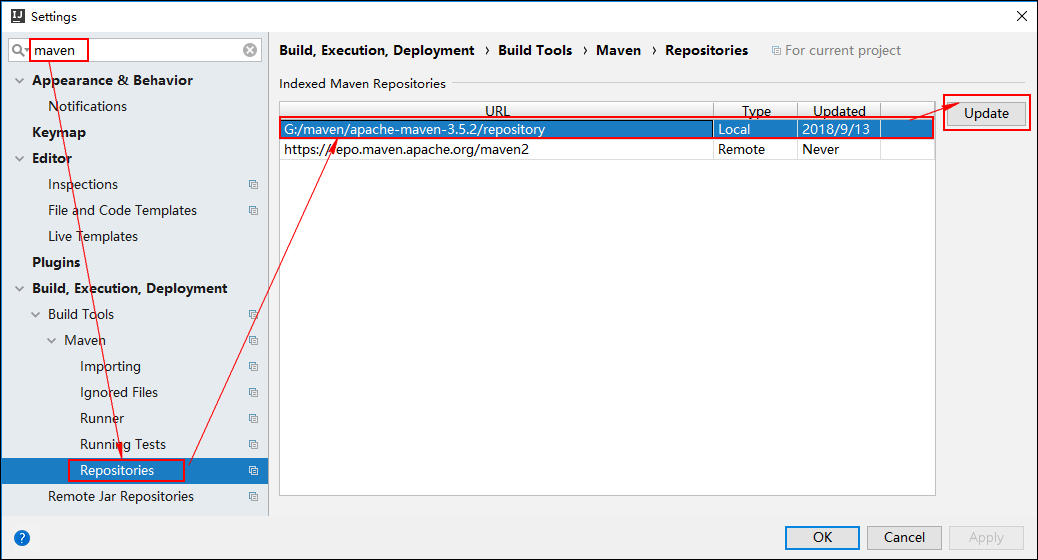 IJ Settings
maven
Appearance & Behavior
Notifications
Keymap
Editor
Inspections
File and Code Templates
Live Templates
Plugins
Build, Execution, Deployment
Build Tools
Maven
Importing
Ignored Files
Runner
Running Tests
Repositories
Remote Jar Repositories
Build, Execution, Deployment › Build Tools › Maven › Repositories For current project
Indexed Maven Repositories
URL Type Updated
G:/maven/apache-maven-3.5.2/repository Local 2018/9/13
https://repo.maven.apache.org/maven2 Remote Never
Update
? OK Cancel Apply